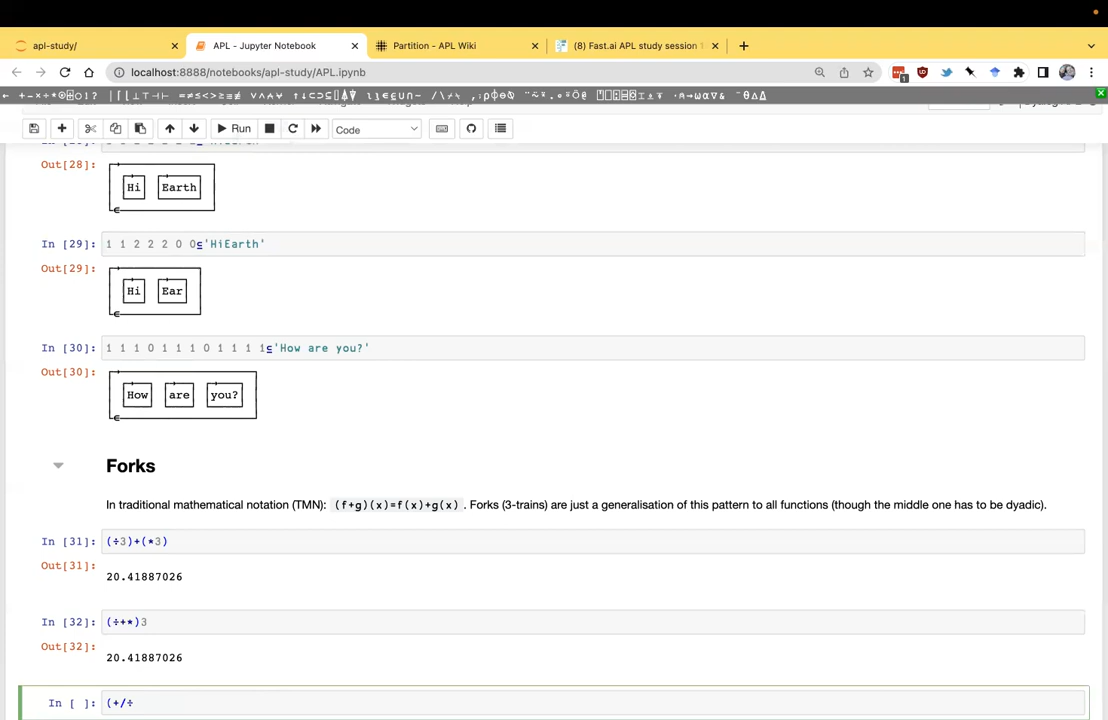 apl-study/
APL - Jupyter Notebook
Partition - APL Wiki
(8) Fast.ai APL study session 1
localhost:8888/notebooks/apl-study/APL.ipynb
Run
Code
Out[28]:
Hi Earth
In [29]: 1 1 2 2 2 0 0⊆'HiEarth'
Out[29]:
Hi Ear
In [30]: 1 1 1 0 1 1 1 0 1 1 1 1⊆'How are you?'
Out[30]:
How are you?
Forks
In traditional mathematical notation (TMN): (f+g)(x)=f(x)+g(x) . Forks (3-trains) are just a generalisation of this pattern to all functions (though the middle one has to be dyadic).
In [31]: (÷3)+(*3)
Out[31]:
20.41887026
In [32]: (÷+*)3
Out[32]:
20.41887026
In [ ]: (+/÷